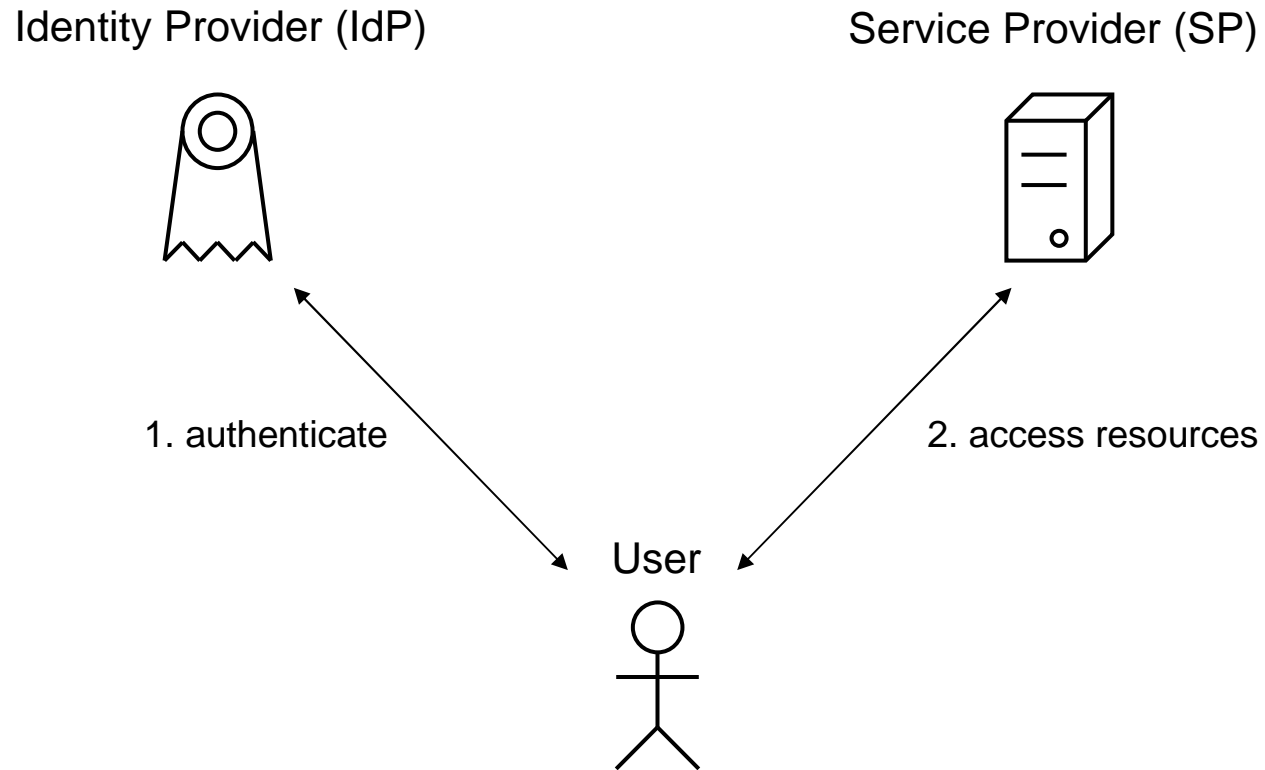 Identity Provider (IdP)
Service Provider (SP)
1. authenticate
2. access resources
User